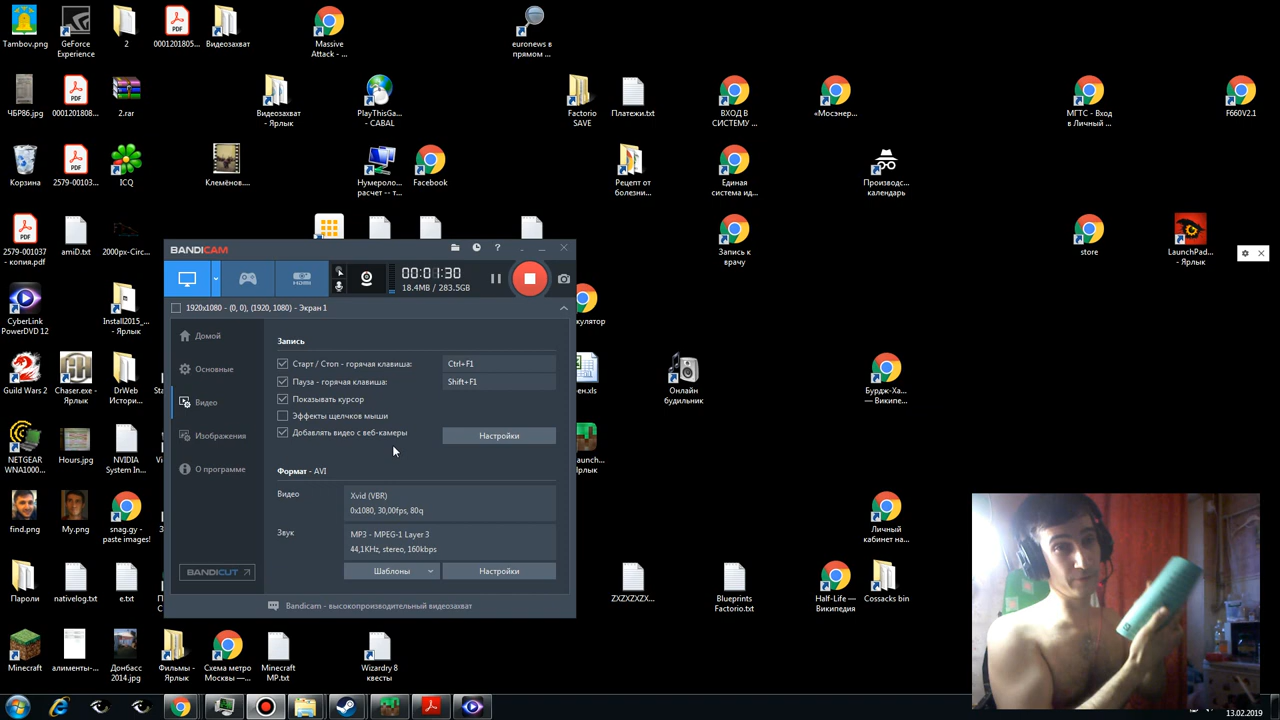 Tambov.png
GeForce
Experience
2
0001201805...
Видеозахват
Massive
Attack - ...
euronews в
прямом ...
ЧБР86.jpg
0001201808...
2.rar
Видеозахват
- Ярлык
PlayThisGa...
- CABAL
Factorio
SAVE
Платежи.txt
ВХОД В
СИСТЕМУ ...
«Мосэнер...
МГТС - Вход
в Личный ...
F660V2.1
Корзина
2579-00103...
ICQ
Клемёнов....
Нумероло...
расчет -- т...
Facebook
Рецепт от
болезни...
Единая
система ид...
Производс...
календарь
2579-001037
- копия.pdf
amiD.txt
2000px-Circ...
Запись к
врачу
store
LaunchPad...
- Ярлык
BANDICAM
00:01:30
18.4MB / 283.5GB
1920x1080 - (0, 0), (1920, 1080) - Экран 1
Домой
Основные
Видео
Изображения
О программе
BANDICUT
Запись
Старт / Стоп - горячая клавиша:
Ctrl+F1
Пауза - горячая клавиша:
Shift+F1
Показывать курсор
Эффекты щелчков мыши
Добавлять видео с веб-камеры
Настройки
Формат - AVI
Видео
Xvid (VBR)
0x1080, 30,00fps, 80q
Звук
MP3 - MPEG-1 Layer 3
44,1KHz, stereo, 160kbps
Шаблоны
Настройки
Bandicam - высокопроизводительный видеозахват
CyberLink
PowerDVD 12
Install2015_...
- Ярлык
Guild Wars 2
Chaser.exe -
Ярлык
DrWeb
Истори...
Онлайн
будильник
Бурдж-Ха...
— Википе...
NETGEAR
WNA1000...
Hours.jpg
NVIDIA
System In...
Ярлык
find.png
My.png
snag.gy -
paste images!
Личный
кабинет на...
Пароли
nativelog.txt
e.txt
ZXZXZXZX...
Blueprints
Factorio.txt
Half-Life —
Википедия
Cossacks bin
Minecraft
алименты-...
Донбасс
2014.jpg
Фильмы -
Ярлык
Схема метро
Москвы —...
Minecraft
MP.txt
Wizardry 8
квесты
13.02.2019